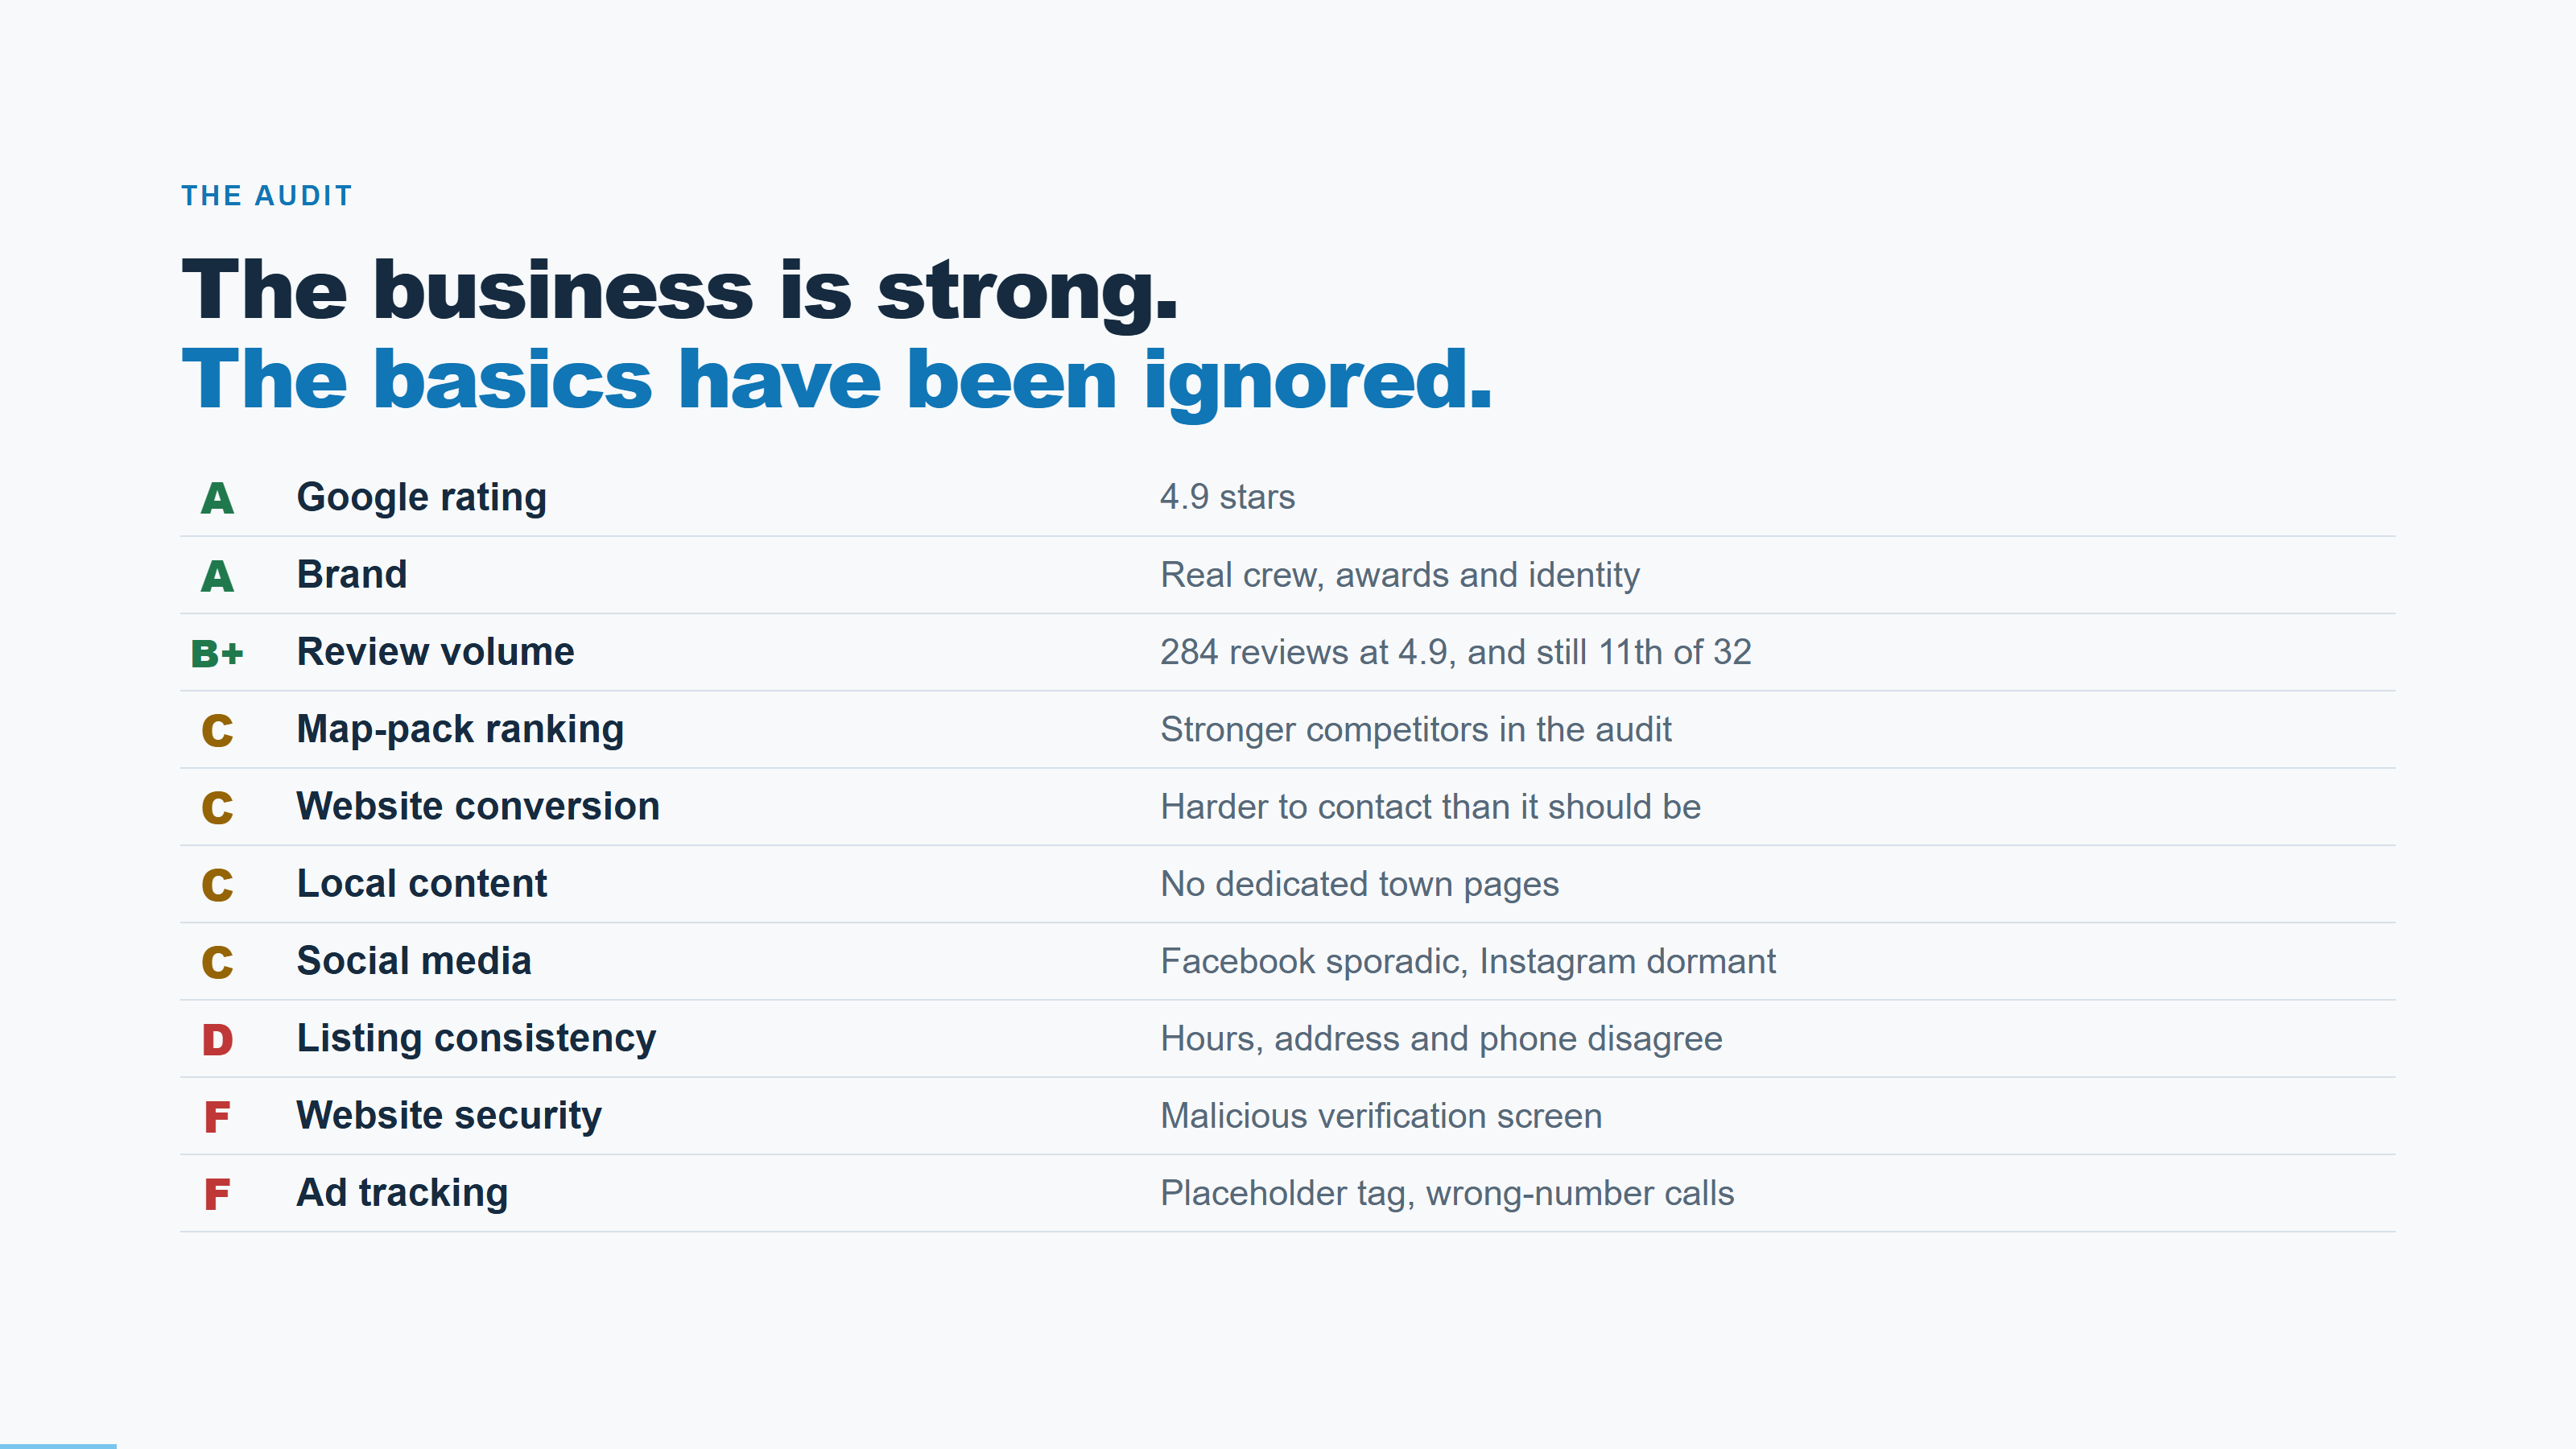 THE AUDIT
The business is strong.
The basics have been ignored.
A Google rating 4.9 stars
A Brand Real crew, awards and identity
B+ Review volume 284 reviews at 4.9, and still 11th of 32
C Map-pack ranking Stronger competitors in the audit
C Website conversion Harder to contact than it should be
C Local content No dedicated town pages
C Social media Facebook sporadic, Instagram dormant
D Listing consistency Hours, address and phone disagree
F Website security Malicious verification screen
F Ad tracking Placeholder tag, wrong-number calls